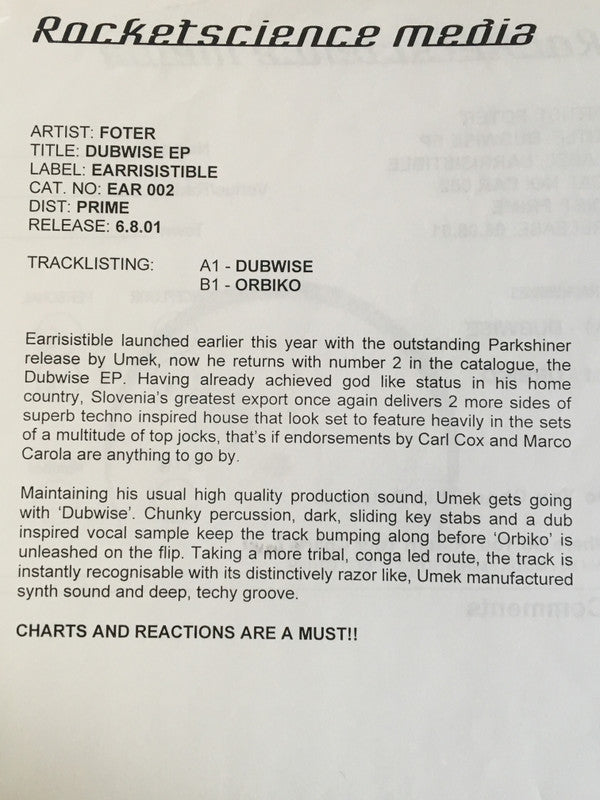 Rocketscience media
ARTIST: FOTER
TITLE: DUBWISE EP
LABEL: EARRISISTIBLE
CAT. NO: EAR 002
DIST: PRIME
RELEASE: 6.8.01
TRACKLISTING: A1 - DUBWISE
B1 - ORBIKO
Earrisistible launched earlier this year with the outstanding Parkshiner
release by Umek, now he returns with number 2 in the catalogue, the
Dubwise EP. Having already achieved god like status in his home
country, Slovenia's greatest export once again delivers 2 more sides of
superb techno inspired house that look set to feature heavily in the sets
of a multitude of top jocks, that's if endorsements by Carl Cox and Marco
Carola are anything to go by.
Maintaining his usual high quality production sound, Umek gets going
with 'Dubwise'. Chunky percussion, dark, sliding key stabs and a dub
inspired vocal sample keep the track bumping along before 'Orbiko' is
unleashed on the flip. Taking a more tribal, conga led route, the track is
instantly recognisable with its distinctively razor like, Umek manufactured
synth sound and deep, techy groove.
CHARTS AND REACTIONS ARE A MUST!!